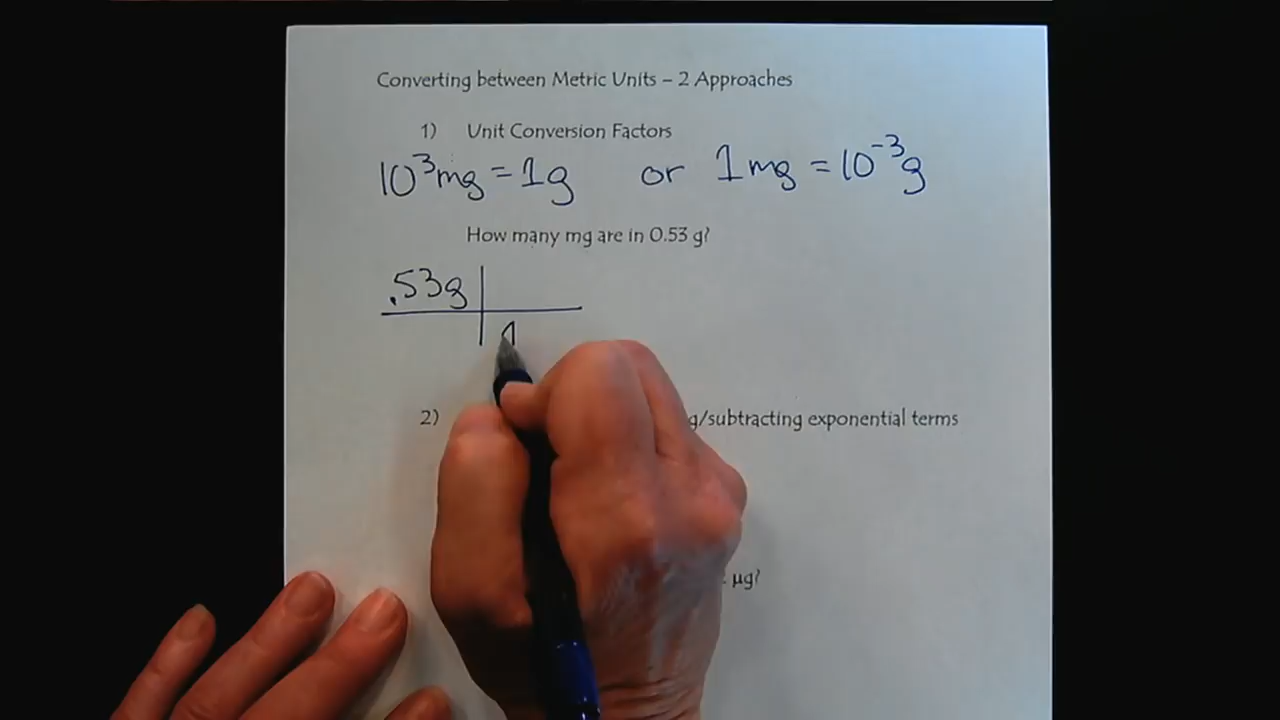 Converting between Metric Units – 2 Approaches
1) Unit Conversion Factors
10³mg = 1g or 1mg = 10⁻³g
How many mg are in 0.53 g?
.53g
2) g/subtracting exponential terms
µg?